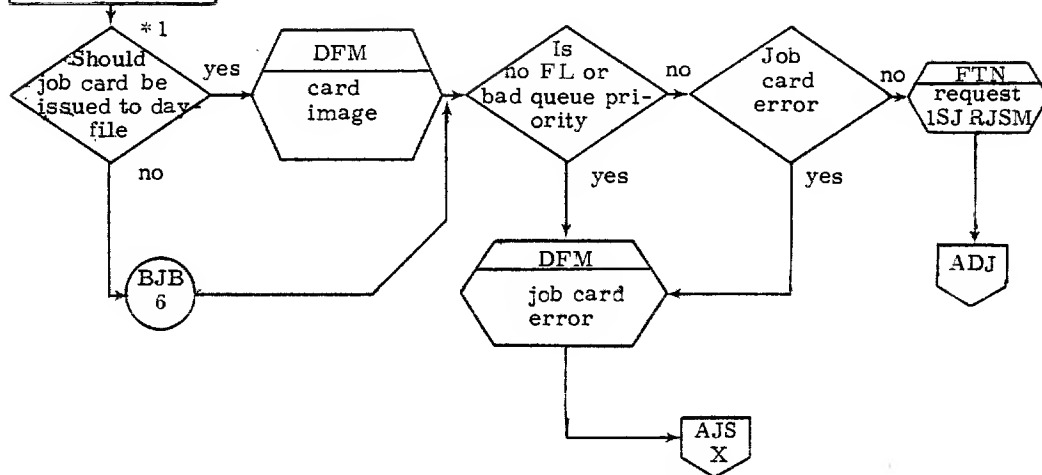 *1
Should
job card be
issued to day-
file
yes
no
DFM
card
image
Is
no FL or
bad queue pri-
ority
no
yes
Job
card
error
no
yes
FTN
request
1SJ RJSM
ADJ
BJB
6
DFM
job card
error
AJS
X